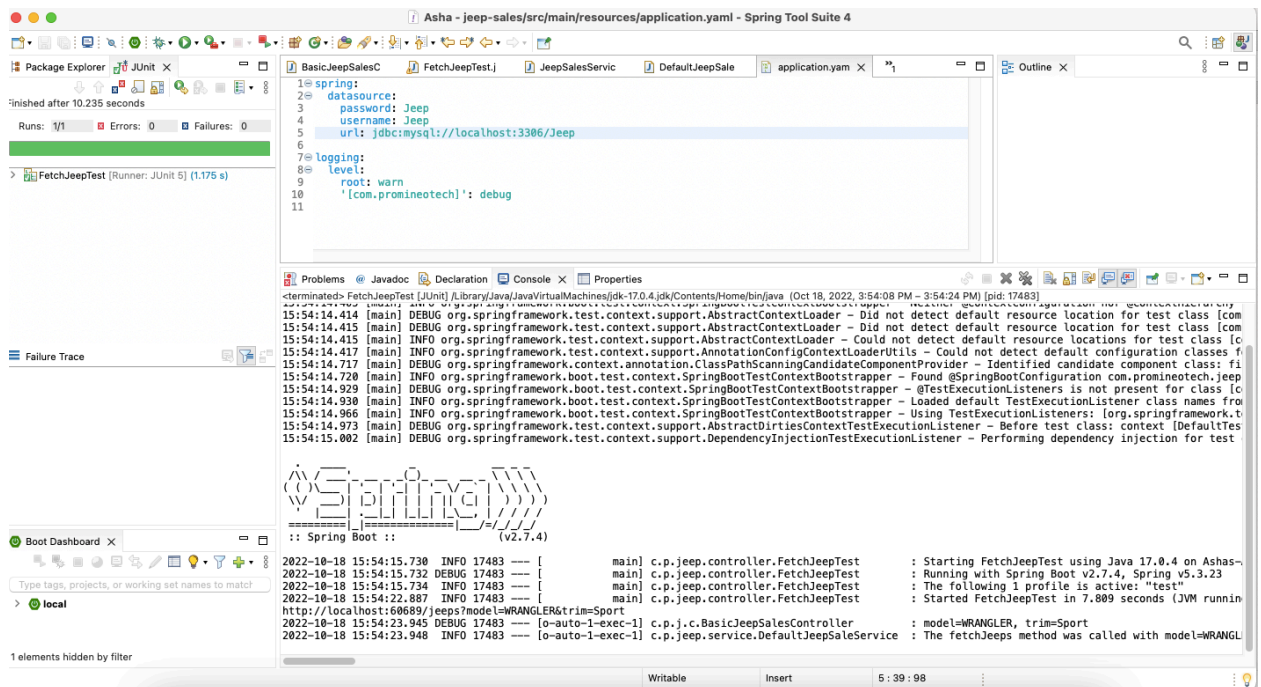 Asha - jeep-sales/src/main/resources/application.yaml - Spring Tool Suite 4
Package Explorer
JUnit
Finished after 10.235 seconds
Runs: 1/1 Errors: 0 Failures: 0
FetchJeepTest [Runner: JUnit 5] (1.175 s)
Failure Trace
Boot Dashboard
Type tags, projects, or working set names to match
local
1 elements hidden by filter
BasicJeepSalesC FetchJeepTest.j JeepSalesServic DefaultJeepSale application.yam »1
1 spring:
2 datasource:
3 password: Jeep
4 username: Jeep
5 url: jdbc:mysql://localhost:3306/Jeep
6
7 logging:
8 level:
9 root: warn
10 '[com.promineotech]': debug
11
Outline
Problems @ Javadoc Declaration Console Properties
<terminated> FetchJeepTest [JUnit] /Library/Java/JavaVirtualMachines/jdk-17.0.4.jdk/Contents/Home/bin/java (Oct 18, 2022, 3:54:08 PM – 3:54:24 PM) [pid: 17483]
15:54:14.414 [main] DEBUG org.springframework.test.context.support.AbstractContextLoader – Did not detect default resource location for test class [com
15:54:14.415 [main] DEBUG org.springframework.test.context.support.AbstractContextLoader – Did not detect default resource location for test class [com
15:54:14.415 [main] INFO org.springframework.test.context.support.AbstractContextLoader – Could not detect default resource locations for test class [c
15:54:14.417 [main] INFO org.springframework.test.context.support.AnnotationConfigContextLoaderUtils – Could not detect default configuration classes f
15:54:14.717 [main] DEBUG org.springframework.context.annotation.ClassPathScanningCandidateComponentProvider – Identified candidate component class: fi
15:54:14.720 [main] INFO org.springframework.boot.test.context.SpringBootTestContextBootstrapper – Found @SpringBootConfiguration com.promineotech.jeep
15:54:14.929 [main] DEBUG org.springframework.boot.test.context.SpringBootTestContextBootstrapper – @TestExecutionListeners is not present for class [c
15:54:14.930 [main] INFO org.springframework.boot.test.context.SpringBootTestContextBootstrapper – Loaded default TestExecutionListener class names fro
15:54:14.966 [main] INFO org.springframework.boot.test.context.SpringBootTestContextBootstrapper – Using TestExecutionListeners: [org.springframework.t
15:54:14.973 [main] DEBUG org.springframework.test.context.support.AbstractDirtiesContextTestExecutionListener – Before test class: context [DefaultTes
15:54:15.002 [main] DEBUG org.springframework.test.context.support.DependencyInjectionTestExecutionListener – Performing dependency injection for test
Spring
:: Spring Boot :: (v2.7.4)
2022-10-18 15:54:15.730 INFO 17483 --- [ main] c.p.jeep.controller.FetchJeepTest : Starting FetchJeepTest using Java 17.0.4 on Ashas-
2022-10-18 15:54:15.732 DEBUG 17483 --- [ main] c.p.jeep.controller.FetchJeepTest : Running with Spring Boot v2.7.4, Spring v5.3.23
2022-10-18 15:54:15.734 INFO 17483 --- [ main] c.p.jeep.controller.FetchJeepTest : The following 1 profile is active: "test"
2022-10-18 15:54:22.887 INFO 17483 --- [ main] c.p.jeep.controller.FetchJeepTest : Started FetchJeepTest in 7.809 seconds (JVM runnin
http://localhost:60689/jeeps?model=WRANGLER&trim=Sport
2022-10-18 15:54:23.945 DEBUG 17483 --- [o-auto-1-exec-1] c.p.j.c.BasicJeepSalesController : model=WRANGLER, trim=Sport
2022-10-18 15:54:23.948 INFO 17483 --- [o-auto-1-exec-1] c.p.jeep.service.DefaultJeepSaleService : The fetchJeeps method was called with model=WRANGL
Writable Insert 5 : 39 : 98